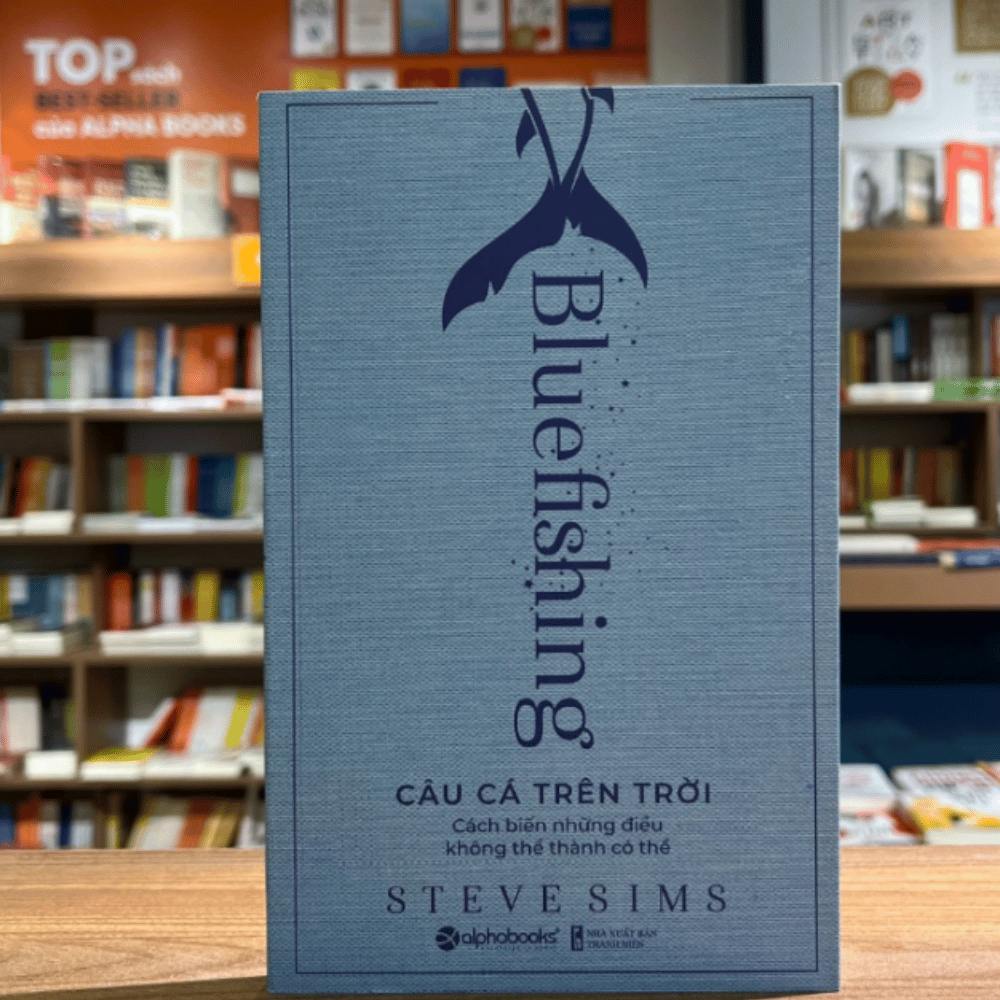 TOP sách
BEST SELLER
của ALPHA BOOKS
Bluefishing
CÂU CÁ TRÊN TRỜI
Cách biến những điều
không thể thành có thể
STEVE SIMS
alphabooks®
NHÀ XUẤT BẢN
THANH NIÊN